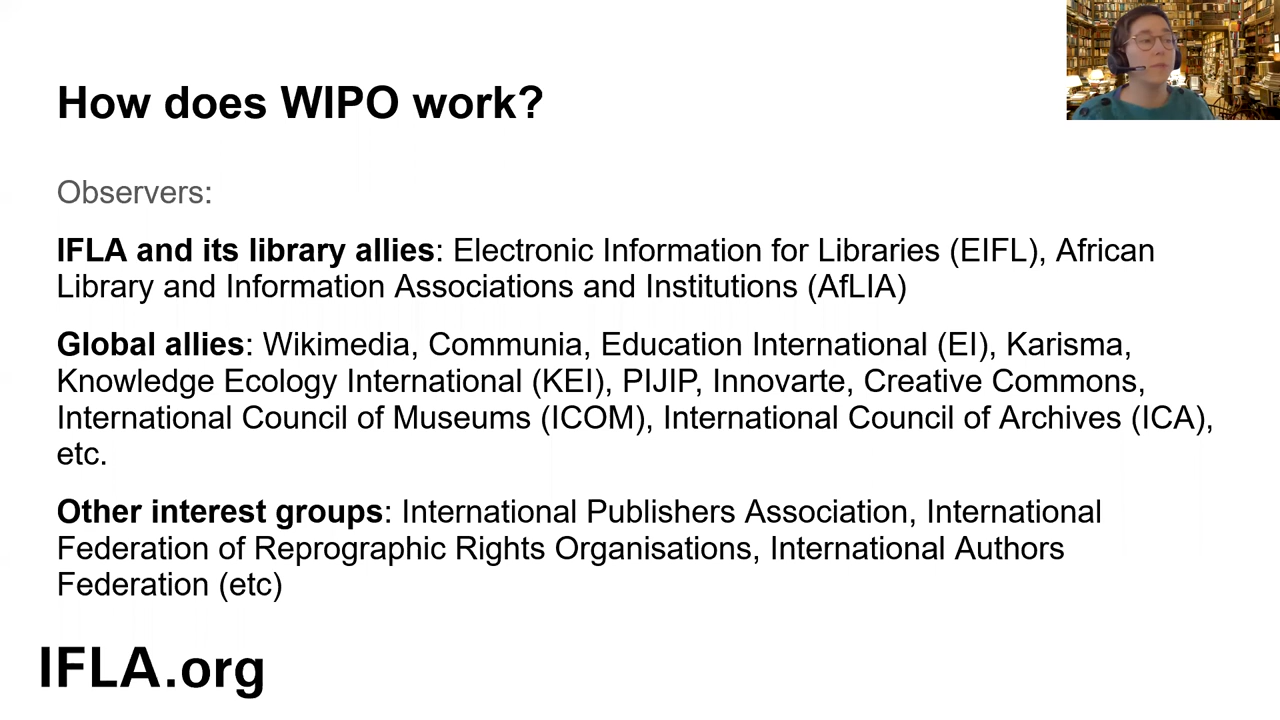 How does WIPO work?
Observers:
IFLA and its library allies: Electronic Information for Libraries (EIFL), African
Library and Information Associations and Institutions (AfLIA)
Global allies: Wikimedia, Communia, Education International (EI), Karisma,
Knowledge Ecology International (KEI), PIJIP, Innovarte, Creative Commons,
International Council of Museums (ICOM), International Council of Archives (ICA),
etc.
Other interest groups: International Publishers Association, International
Federation of Reprographic Rights Organisations, International Authors
Federation (etc)
IFLA.org